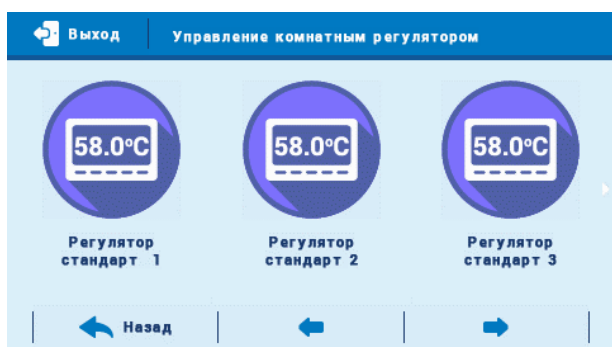 Выход Управление комнатным регулятором
58.0°C 58.0°C 58.0°C
Регулятор Регулятор Регулятор
стандарт 1 стандарт 2 стандарт 3
Назад